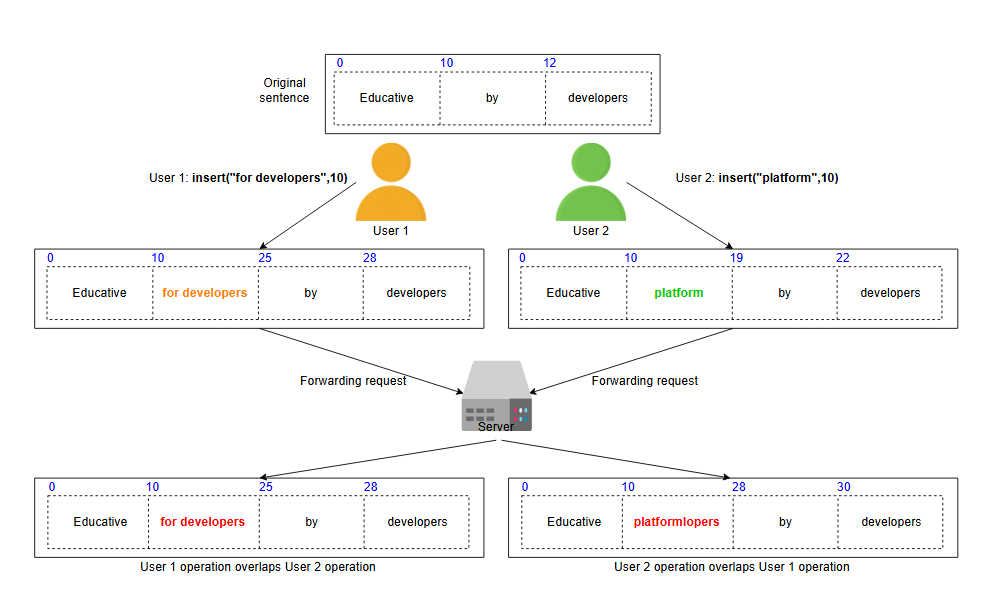 0 10 12
Original
sentence
Educative by developers
User 1: insert("for developers",10)
User 2: insert("platform",10)
User 1
User 2
0 10 25 28
Educative for developers by developers
0 10 19 22
Educative platform by developers
Forwarding request
Forwarding request
Server
0 10 25 28
Educative for developers by developers
0 10 28 30
Educative platformlopers by developers
User 1 operation overlaps User 2 operation
User 2 operation overlaps User 1 operation